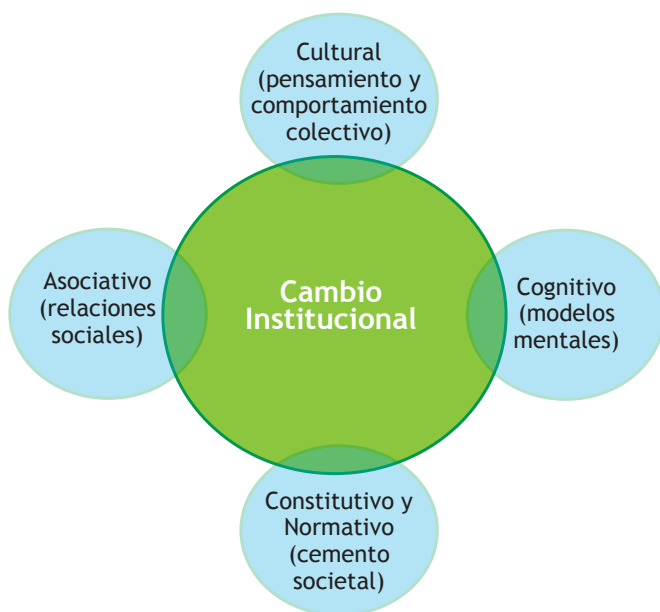 Cultural
(pensamiento y
comportamiento
colectivo)
Asociativo
(relaciones
sociales)
Cambio
Institucional
Cognitivo
(modelos
mentales)
Constitutivo y
Normativo
(cemento
societal)